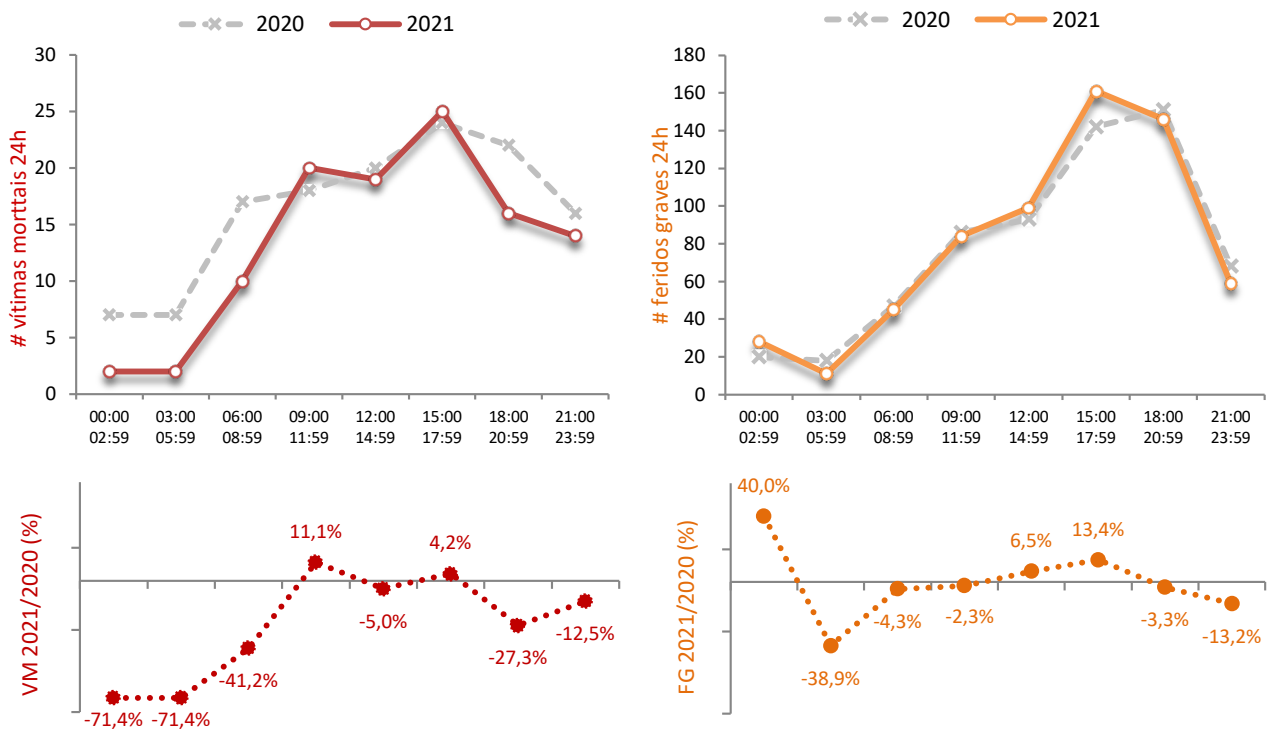 2020 2021
# vítimas morttais 24h
30
25
20
15
10
5
0
00:00 03:00 06:00 09:00 12:00 15:00 18:00 21:00
02:59 05:59 08:59 11:59 14:59 17:59 20:59 23:59
2020 2021
# feridos graves 24h
180
160
140
120
100
80
60
40
20
0
00:00 03:00 06:00 09:00 12:00 15:00 18:00 21:00
02:59 05:59 08:59 11:59 14:59 17:59 20:59 23:59
VM 2021/2020 (%)
-71,4% -71,4% -41,2% 11,1% -5,0% 4,2% -27,3% -12,5%
FG 2021/2020 (%)
40,0% -38,9% -4,3% -2,3% 6,5% 13,4% -3,3% -13,2%